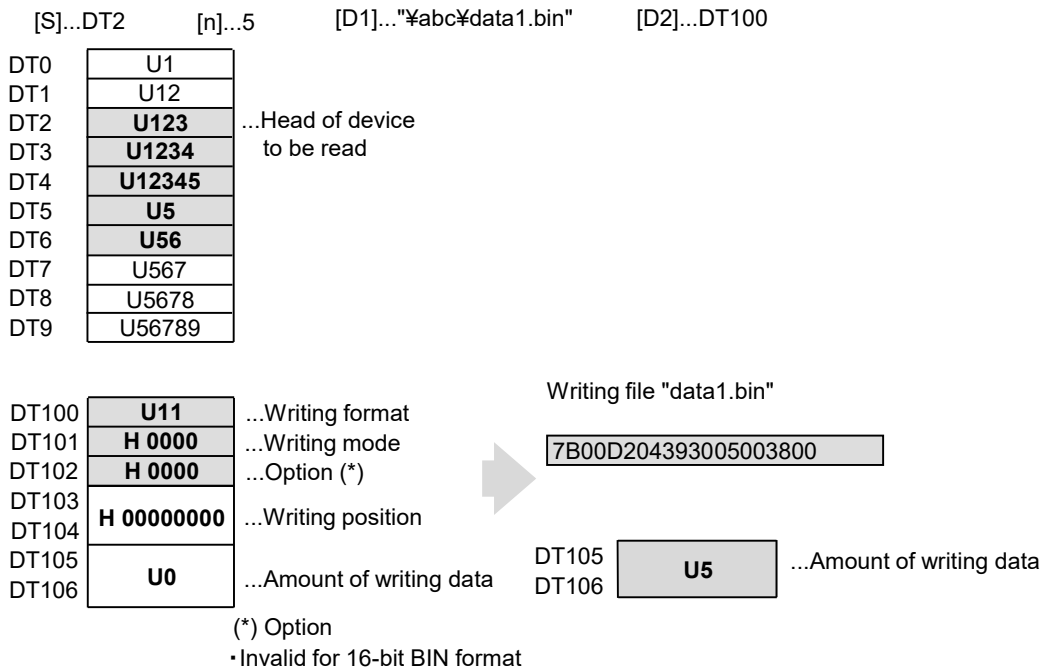 [S]...DT2 [n]...5 [D1]..."¥abc¥data1.bin" [D2]...DT100
DT0 U1
DT1 U12
DT2 U123 ...Head of device
DT3 U1234 to be read
DT4 U12345
DT5 U5
DT6 U56
DT7 U567
DT8 U5678
DT9 U56789
Writing file "data1.bin"
DT100 U11 ...Writing format
DT101 H 0000 ...Writing mode
7B00D204393005003800
DT102 H 0000 ...Option (*)
DT103
H 00000000 ...Writing position
DT104
DT105
U0 ...Amount of writing data
DT106
DT105
U5 ...Amount of writing data
DT106
(*) Option
･Invalid for 16-bit BIN format